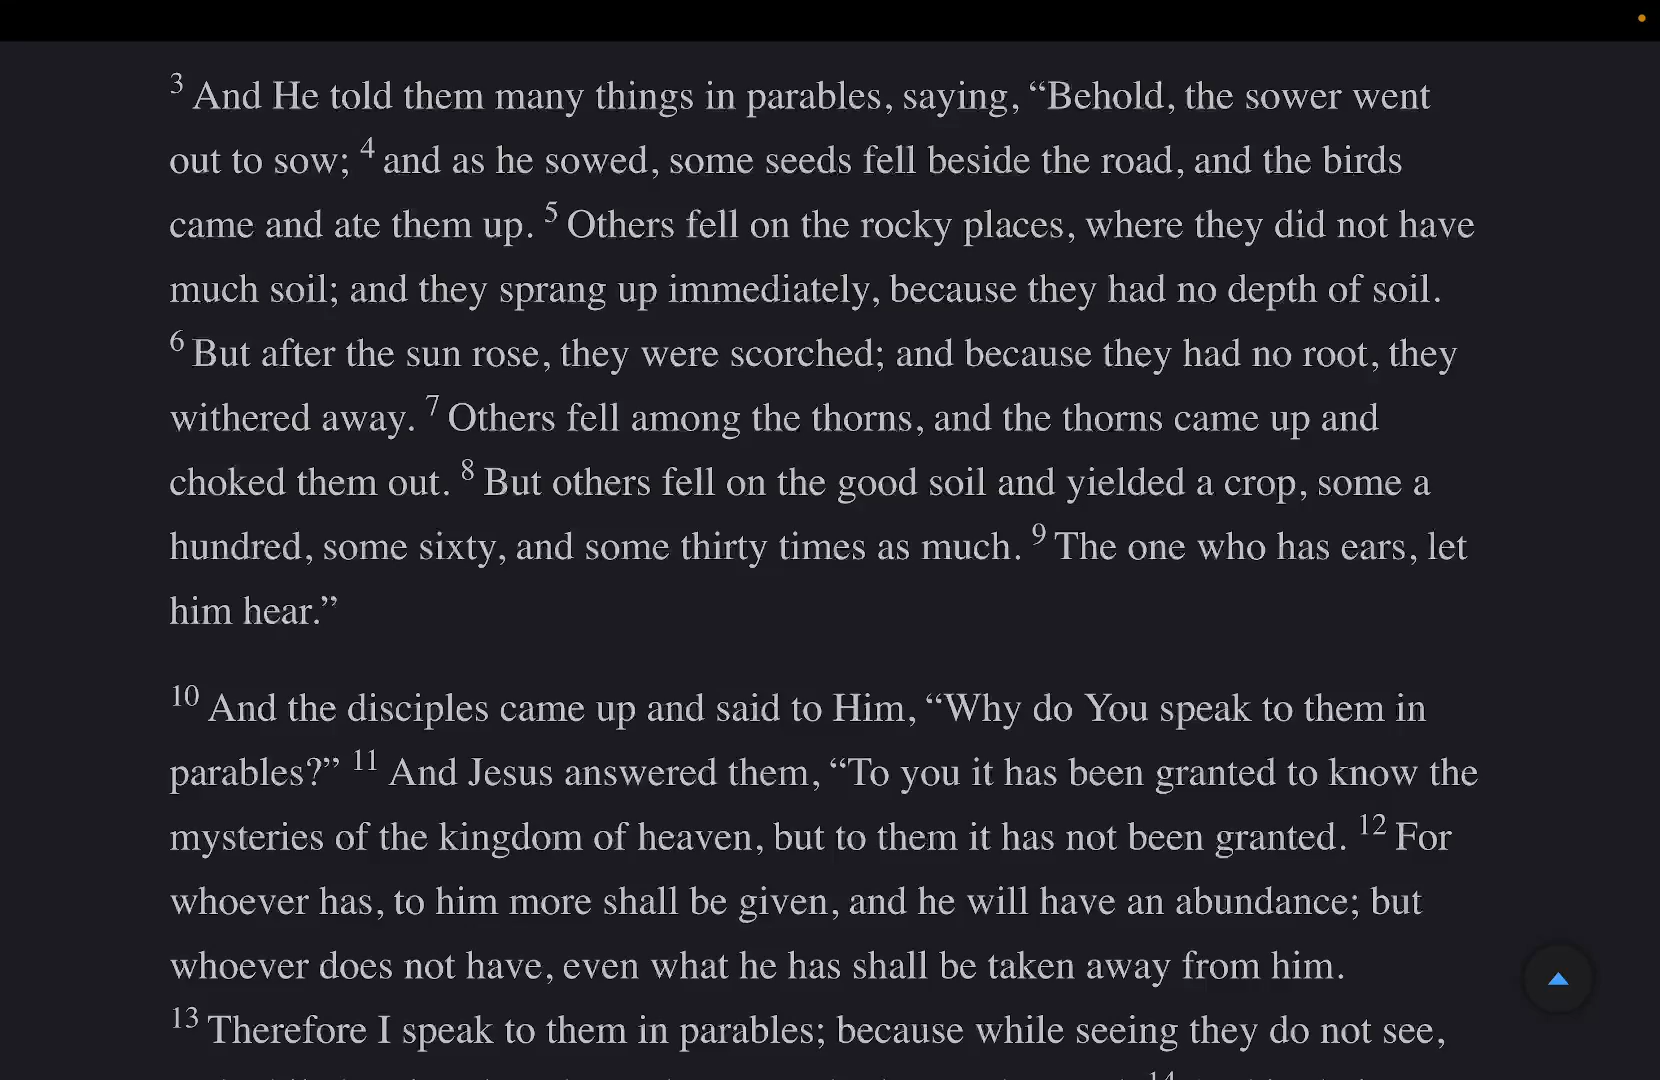 3 And He told them many things in parables, saying, “Behold, the sower went
out to sow; 4 and as he sowed, some seeds fell beside the road, and the birds
came and ate them up. 5 Others fell on the rocky places, where they did not have
much soil; and they sprang up immediately, because they had no depth of soil.
6 But after the sun rose, they were scorched; and because they had no root, they
withered away. 7 Others fell among the thorns, and the thorns came up and
choked them out. 8 But others fell on the good soil and yielded a crop, some a
hundred, some sixty, and some thirty times as much. 9 The one who has ears, let
him hear.”
10 And the disciples came up and said to Him, “Why do You speak to them in
parables?” 11 And Jesus answered them, “To you it has been granted to know the
mysteries of the kingdom of heaven, but to them it has not been granted. 12 For
whoever has, to him more shall be given, and he will have an abundance; but
whoever does not have, even what he has shall be taken away from him.
13 Therefore I speak to them in parables; because while seeing they do not see,
14